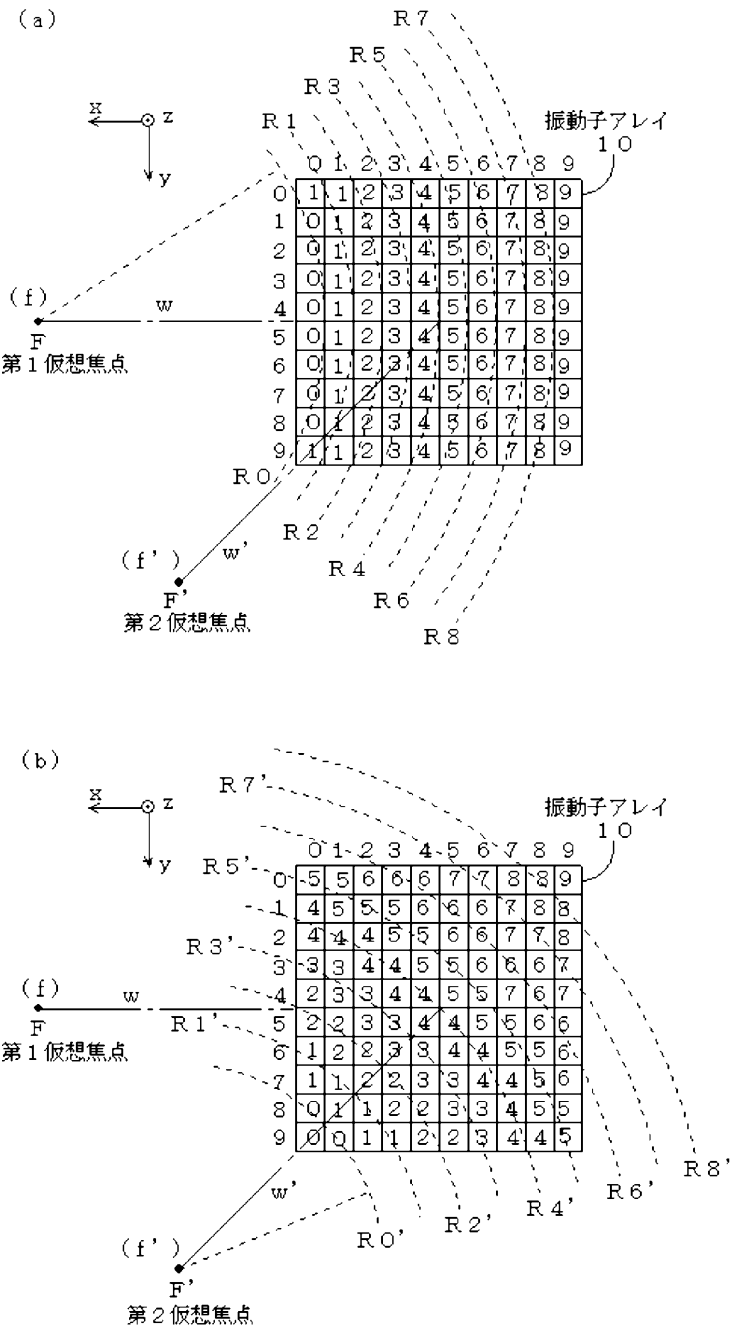 (a)
R7
R5
R3
R1
x
z
y
振動子アレイ
10
0 1 2 3 4 5 6 7 8 9
0 1 1 2 3 4 5 6 7 8 9
1 0 1 2 3 4 5 6 7 8 9
2 0 1 2 3 4 5 6 7 8 9
3 0 1 2 3 4 5 6 7 8 9
4 0 1 2 3 4 5 6 7 8 9
5 0 1 2 3 4 5 6 7 8 9
6 0 1 2 3 4 5 6 7 8 9
7 0 1 2 3 4 5 6 7 8 9
8 0 1 2 3 4 5 6 7 8 9
9 1 1 2 3 4 5 6 7 8 9
(f)
w
F
第1仮想焦点
R0
R2
R4
R6
R8
(f')
w'
F'
第2仮想焦点
(b)
x
z
y
R7'
振動子アレイ
10
0 1 2 3 4 5 6 7 8 9
R5'
0 5 5 6 6 6 7 7 8 8 9
1 4 5 5 5 6 6 6 7 8 8
2 4 4 4 5 5 6 6 7 7 8
R3'
3 3 3 4 4 5 5 6 6 6 7
4 2 3 3 4 4 5 5 7 6 7
5 2 2 3 3 4 4 5 5 6 6
6 1 2 2 3 3 4 4 5 5 6
7 1 1 2 2 3 3 4 4 5 6
8 0 1 1 2 2 3 3 4 5 5
9 0 0 1 1 2 2 3 4 4 5
(f)
w
F
第1仮想焦点
R1'
R8'
R6'
R4'
R2'
R0'
w'
(f')
F'
第2仮想焦点